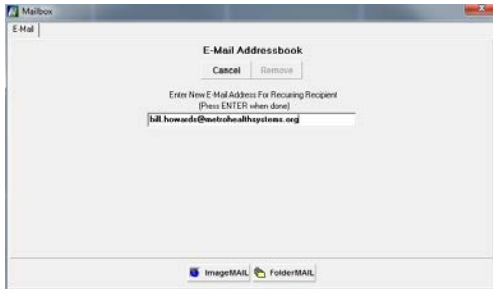 Mailbox
E-Mail
E-Mail Addressbook
Cancel Remove
Enter New E-Mail Address For Recuring Recipient
(Press ENTER when done)
bill.howards@metrohealthsystems.org
ImageMAIL FolderMAIL